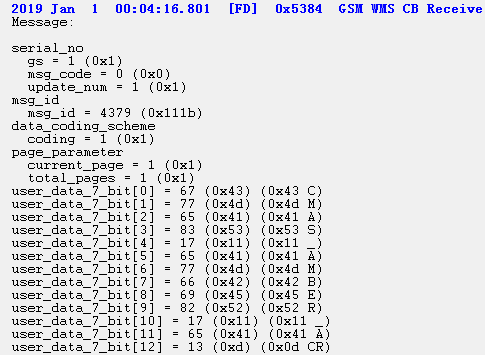 2019 Jan 1 00:04:16.801 [FD] 0x5384 GSM WMS CB Receive
Message:
serial_no
gs = 1 (0x1)
msg_code = 0 (0x0)
update_num = 1 (0x1)
msg_id
msg_id = 4379 (0x111b)
data_coding_scheme
coding = 1 (0x1)
page_parameter
current_page = 1 (0x1)
total_pages = 1 (0x1)
user_data_7_bit[0] = 67 (0x43) (0x43 C)
user_data_7_bit[1] = 77 (0x4d) (0x4d M)
user_data_7_bit[2] = 65 (0x41) (0x41 A)
user_data_7_bit[3] = 83 (0x53) (0x53 S)
user_data_7_bit[4] = 17 (0x11) (0x11 _)
user_data_7_bit[5] = 65 (0x41) (0x41 A)
user_data_7_bit[6] = 77 (0x4d) (0x4d M)
user_data_7_bit[7] = 66 (0x42) (0x42 B)
user_data_7_bit[8] = 69 (0x45) (0x45 E)
user_data_7_bit[9] = 82 (0x52) (0x52 R)
user_data_7_bit[10] = 17 (0x11) (0x11 _)
user_data_7_bit[11] = 65 (0x41) (0x41 A)
user_data_7_bit[12] = 13 (0xd) (0x0d CR)